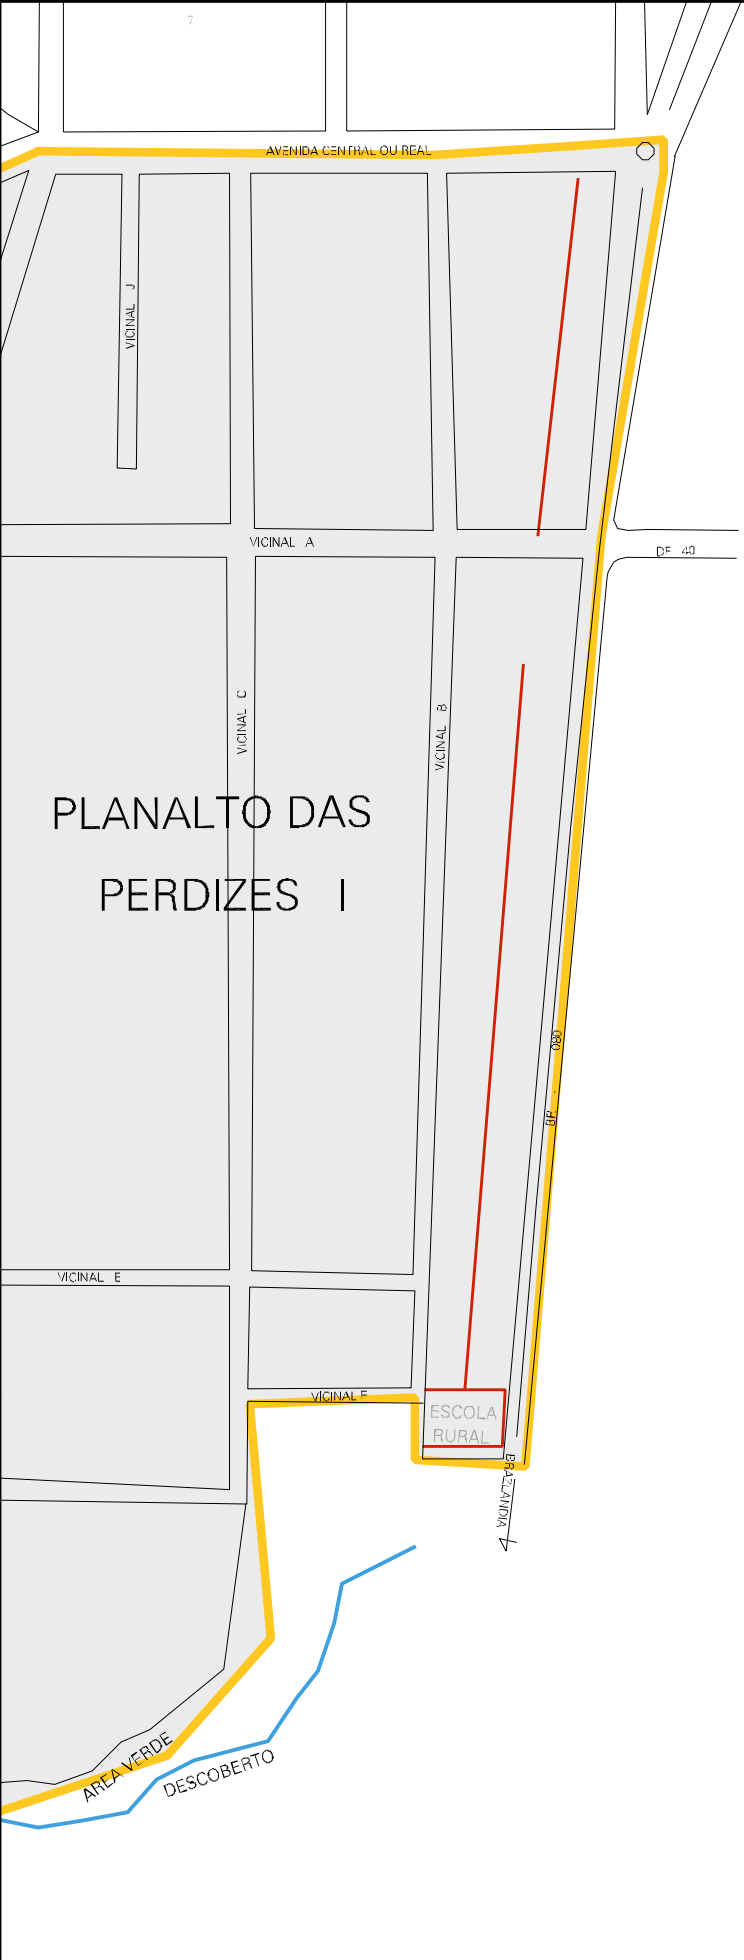 7
AVENIDA CENTRAL OU REAL
VICINAL J
VICINAL A
DF 40
VICINAL C
VICINAL B
PLANALTO DAS
PERDIZES I
BR - 080
VICINAL E
VICINAL F
ESCOLA
RURAL
BRAZLANDIA
AREA VERDE
DESCOBERTO